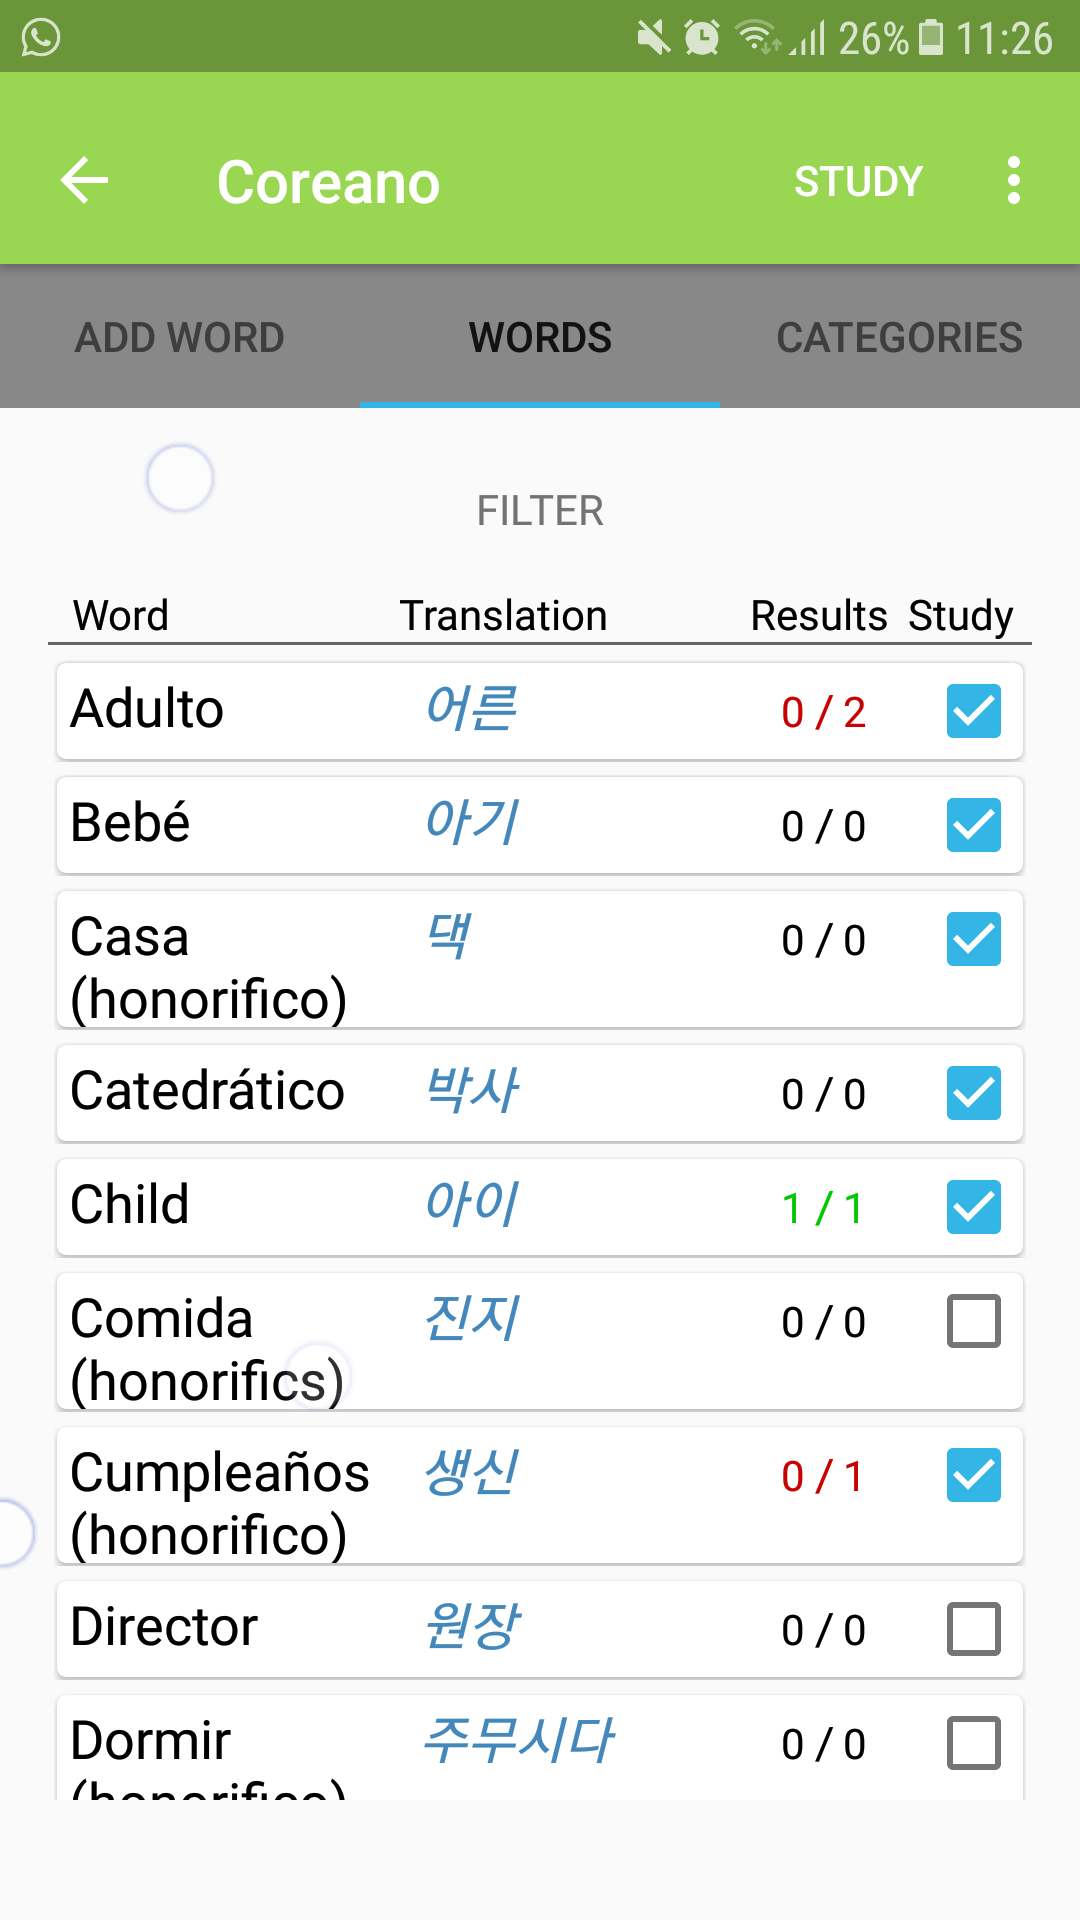 26% 11:26
Coreano STUDY
ADD WORD WORDS CATEGORIES
FILTER
Word Translation Results Study
Adulto 어른 0 / 2
Bebé 아기 0 / 0
Casa 댁 0 / 0
(honorifico)
Catedrático 박사 0 / 0
Child 아이 1 / 1
Comida 진지 0 / 0
(honorifics)
Cumpleaños 생신 0 / 1
(honorifico)
Director 원장 0 / 0
Dormir 주무시다 0 / 0
(honorifico)